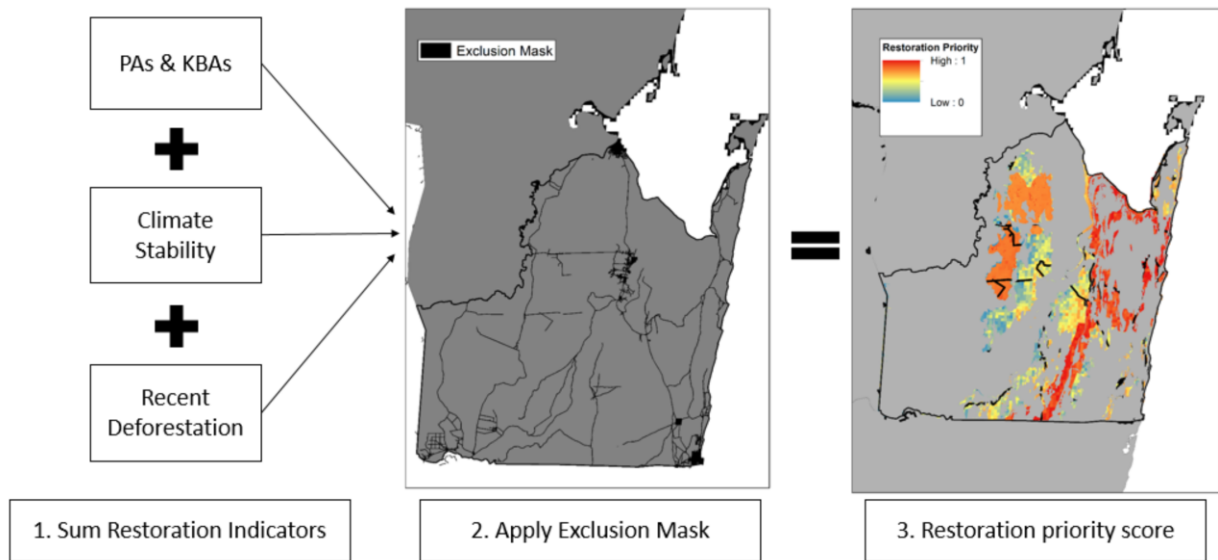 PAs & KBAs
Climate
Stability
Recent
Deforestation
1. Sum Restoration Indicators
Exclusion Mask
2. Apply Exclusion Mask
Restoration Priority
High : 1
Low : 0
3. Restoration priority score